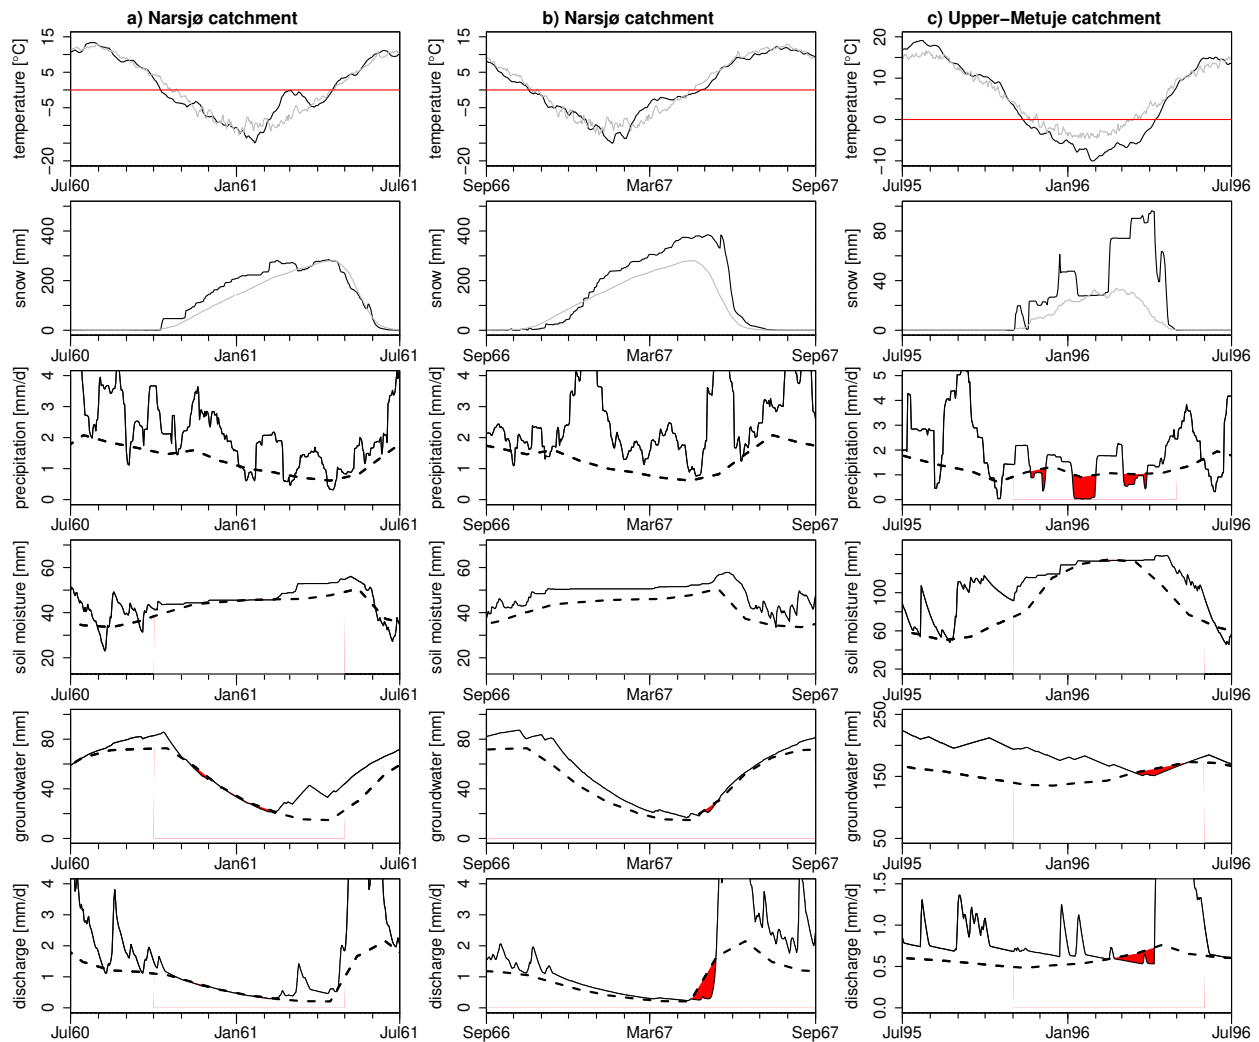 a) Narsjø catchment
b) Narsjø catchment
c) Upper−Metuje catchment
temperature [°C]
15
5
−5
−20
Jul60
Jan61
Jul61
temperature [°C]
15
5
−5
−20
Sep66
Mar67
Sep67
temperature [°C]
20
10
0
−10
Jul95
Jan96
Jul96
snow [mm]
400
200
0
Jul60
Jan61
Jul61
snow [mm]
400
200
0
Sep66
Mar67
Sep67
snow [mm]
80
40
0
Jul95
Jan96
Jul96
precipitation [mm/d]
4
3
2
1
0
Jul60
Jan61
Jul61
precipitation [mm/d]
4
3
2
1
0
Sep66
Mar67
Sep67
precipitation [mm/d]
5
4
3
2
1
0
Jul95
Jan96
Jul96
soil moisture [mm]
60
40
20
Jul60
Jan61
Jul61
soil moisture [mm]
60
40
20
Sep66
Mar67
Sep67
soil moisture [mm]
100
60
20
Jul95
Jan96
Jul96
groundwater [mm]
80
40
0
Jul60
Jan61
Jul61
groundwater [mm]
80
40
0
Sep66
Mar67
Sep67
groundwater [mm]
250
150
50
Jul95
Jan96
Jul96
discharge [mm/d]
4
3
2
1
0
Jul60
Jan61
Jul61
discharge [mm/d]
4
3
2
1
0
Sep66
Mar67
Sep67
discharge [mm/d]
1.5
1.0
0.5
0.0
Jul95
Jan96
Jul96